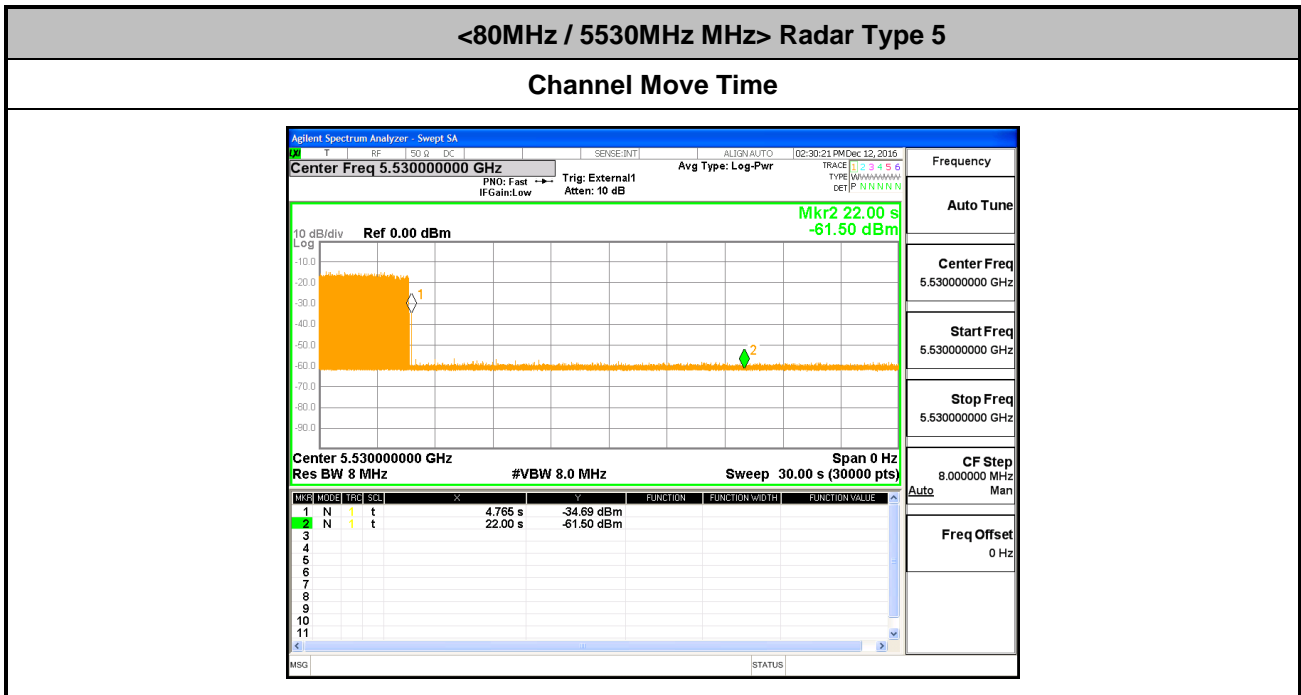 <80MHz / 5530MHz MHz> Radar Type 5
Channel Move Time
Agilent Spectrum Analyzer - Swept SA
LXI T RF 50 Ω DC SENSE:INT ALIGN AUTO 02:30:21 PM Dec 12, 2016
Center Freq 5.530000000 GHz
PNO: Fast
IFGain:Low
Trig: External1
Atten: 10 dB
Avg Type: Log-Pwr
TRACE 1 2 3 4 5 6
TYPE WWWWWW
DET P N N N N N
Mkr2 22.00 s
-61.50 dBm
10 dB/div Ref 0.00 dBm
Log
-10.0
-20.0
-30.0
-40.0
-50.0
-60.0
-70.0
-80.0
-90.0
1
2
Center 5.530000000 GHz Span 0 Hz
Res BW 8 MHz #VBW 8.0 MHz Sweep 30.00 s (30000 pts)
MKR MODE TRC SCL X Y FUNCTION FUNCTION WIDTH FUNCTION VALUE
1 N 1 t 4.765 s -34.69 dBm
2 N 1 t 22.00 s -61.50 dBm
3
4
5
6
7
8
9
10
11
MSG STATUS
Frequency
Auto Tune
Center Freq
5.530000000 GHz
Start Freq
5.530000000 GHz
Stop Freq
5.530000000 GHz
CF Step
8.000000 MHz
Auto Man
Freq Offset
0 Hz